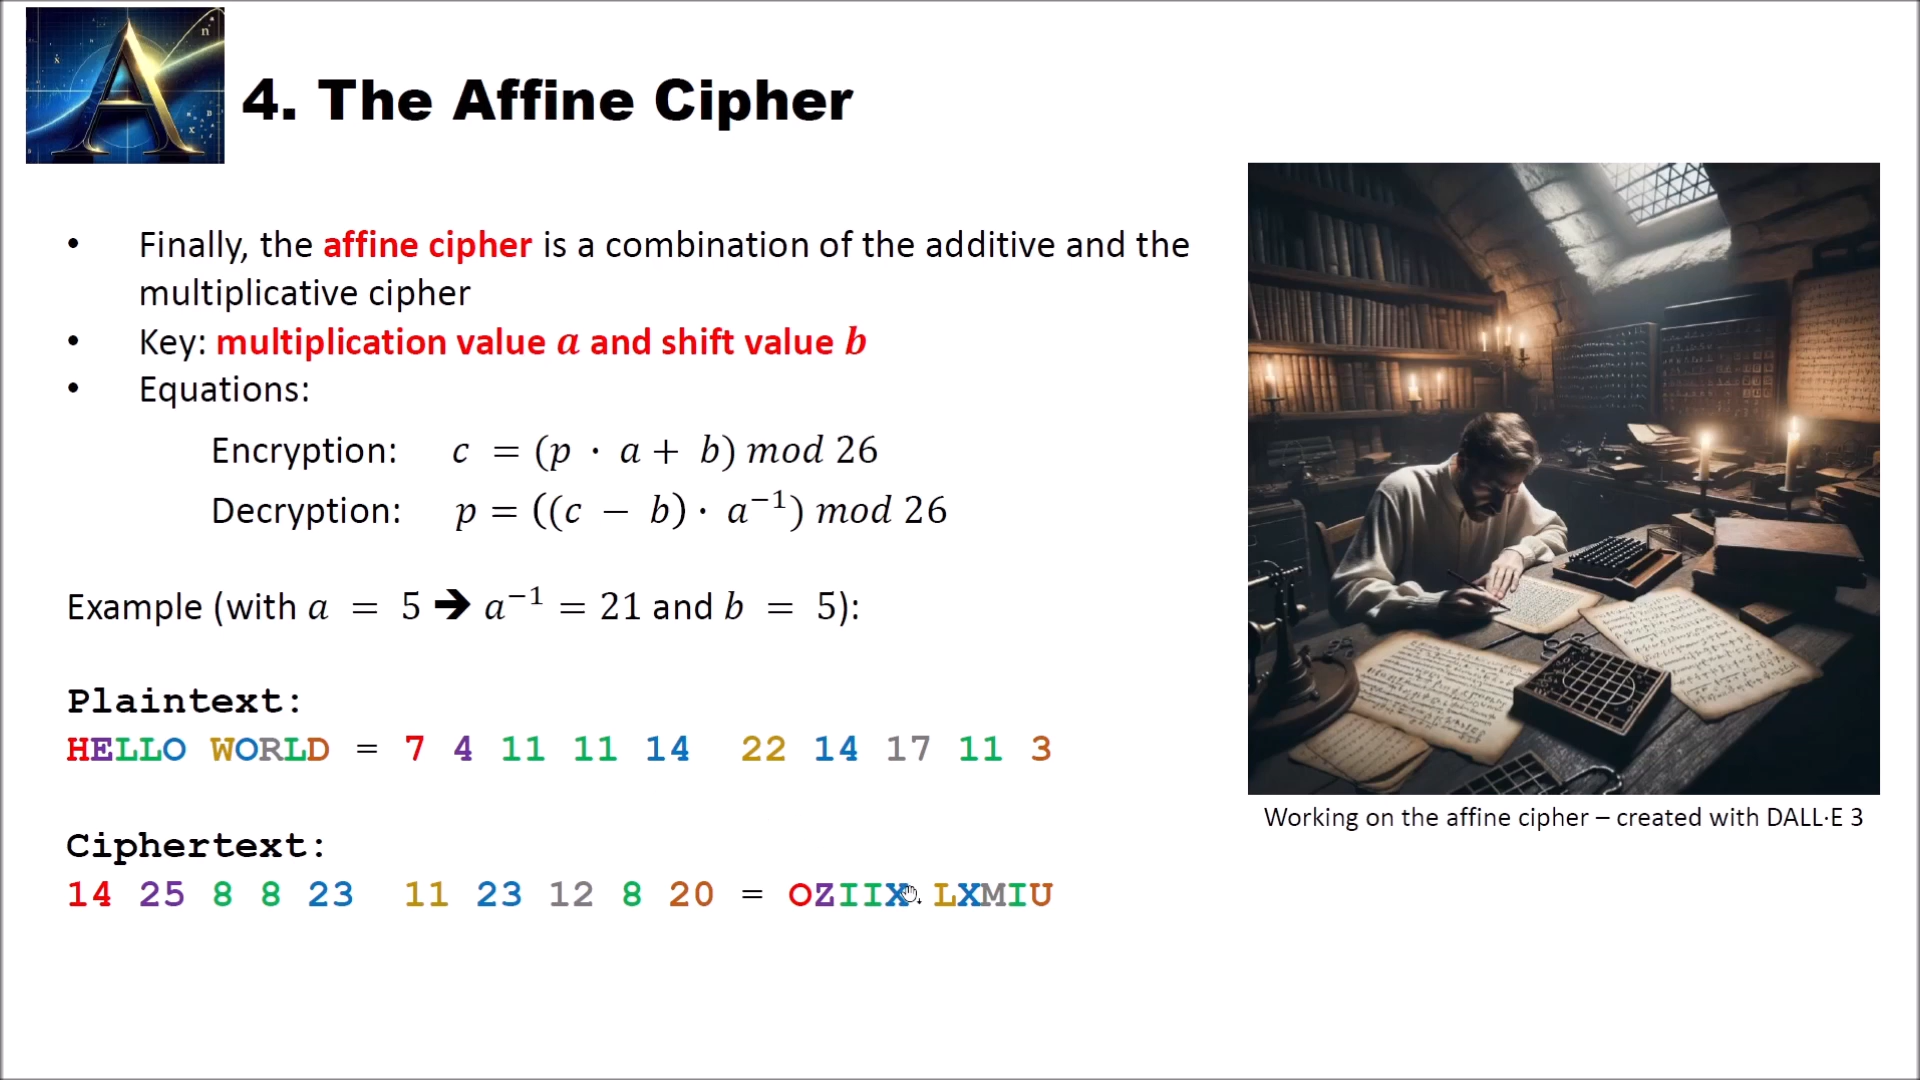 4. The Affine Cipher
• Finally, the affine cipher is a combination of the additive and the
multiplicative cipher
• Key: multiplication value a and shift value b
• Equations:
Encryption: c = (p · a + b) mod 26
Decryption: p = ((c − b) · a⁻¹) mod 26
Example (with a = 5 ➔ a⁻¹ = 21 and b = 5):
Plaintext:
HELLO WORLD = 7 4 11 11 14 22 14 17 11 3
Ciphertext:
14 25 8 8 23 11 23 12 8 20 = OZIIX LXMIU
Working on the affine cipher – created with DALL·E 3